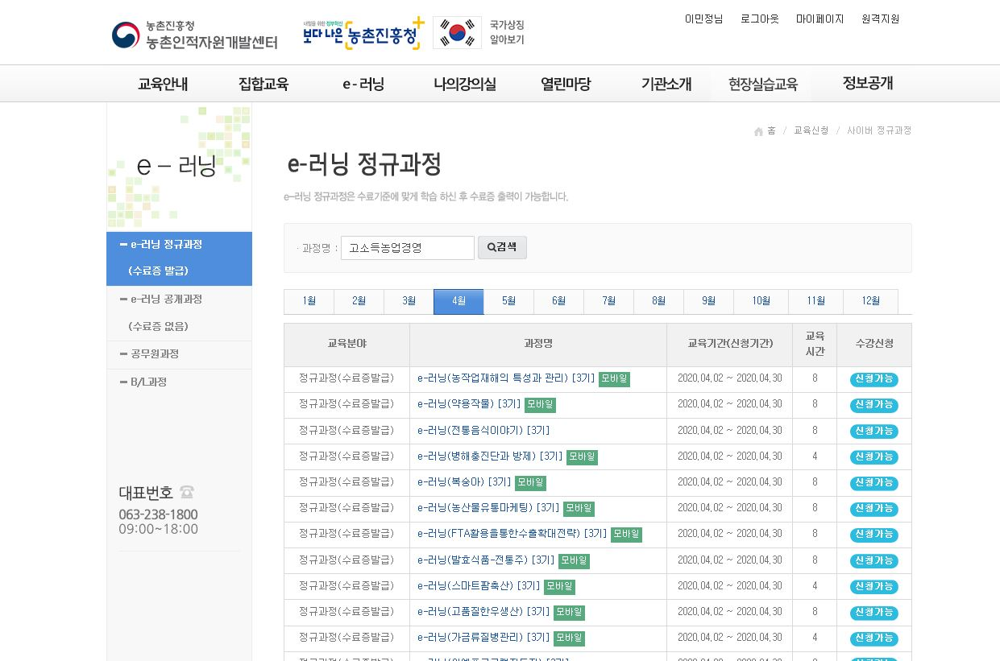 이민정님 로그아웃 마이페이지 원격지원
농촌진흥청
농촌인적자원개발센터
내일을 위한 정부혁신
보다나은 농촌진흥청
국가상징
알아보기
교육안내 집합교육 e-러닝 나의강의실 열린마당 기관소개 현장실습교육 정보공개
홈 / 교육신청 / 사이버 정규과정
e - 러닝
e-러닝 정규과정
(수료증 발급)
e-러닝 공개과정
(수료증 없음)
공무원과정
B/L과정
대표번호
063-238-1800
09:00~18:00
e-러닝 정규과정
e-러닝 정규과정은 수료기준에 맞게 학습 하신 후 수료증 출력이 가능합니다.
· 과정명 : 고소득농업경영 검색
1월 2월 3월 4월 5월 6월 7월 8월 9월 10월 11월 12월
교육분야 과정명 교육기간(신청기간) 교육 시간 수강신청
정규과정(수료증발급) e-러닝(농작업재해의 특성과 관리) [3기] 모바일 2020.04.02 ~ 2020.04.30 8 신청가능
정규과정(수료증발급) e-러닝(약용작물) [3기] 모바일 2020.04.02 ~ 2020.04.30 8 신청가능
정규과정(수료증발급) e-러닝(전통음식이야기) [3기] 2020.04.02 ~ 2020.04.30 8 신청가능
정규과정(수료증발급) e-러닝(병해충진단과 방제) [3기] 모바일 2020.04.02 ~ 2020.04.30 4 신청가능
정규과정(수료증발급) e-러닝(복숭아) [3기] 모바일 2020.04.02 ~ 2020.04.30 8 신청가능
정규과정(수료증발급) e-러닝(농산물유통마케팅) [3기] 모바일 2020.04.02 ~ 2020.04.30 8 신청가능
정규과정(수료증발급) e-러닝(FTA활용을통한수출확대전략) [3기] 모바일 2020.04.02 ~ 2020.04.30 8 신청가능
정규과정(수료증발급) e-러닝(발효식품-전통주) [3기] 모바일 2020.04.02 ~ 2020.04.30 8 신청가능
정규과정(수료증발급) e-러닝(스마트팜축산) [3기] 모바일 2020.04.02 ~ 2020.04.30 4 신청가능
정규과정(수료증발급) e-러닝(고품질한우생산) [3기] 모바일 2020.04.02 ~ 2020.04.30 8 신청가능
정규과정(수료증발급) e-러닝(가금류질병관리) [3기] 모바일 2020.04.02 ~ 2020.04.30 4 신청가능